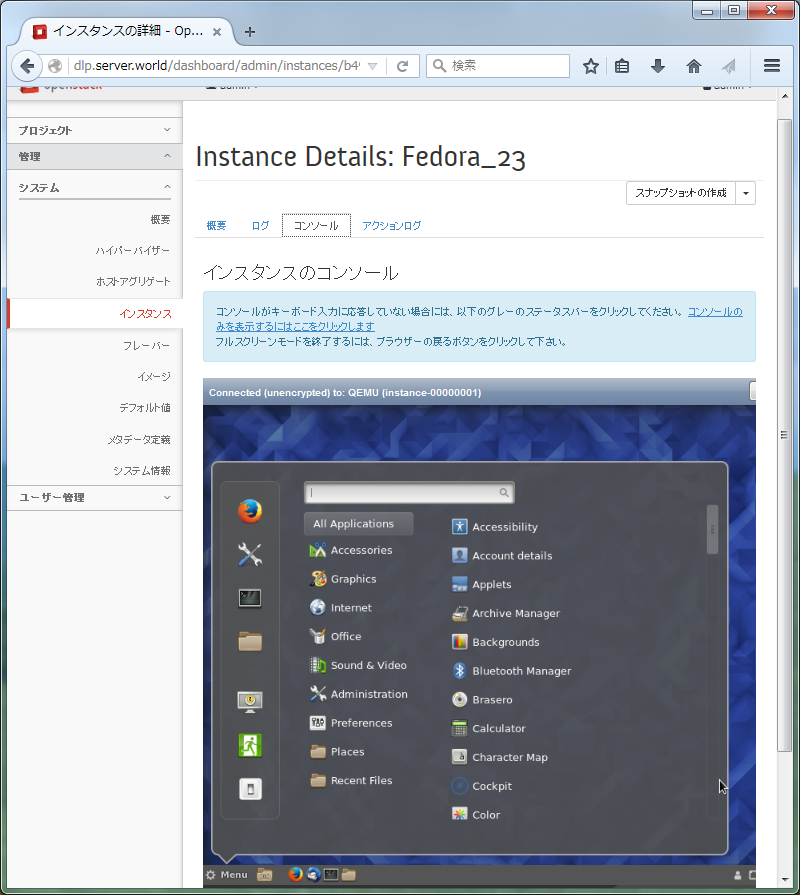 インスタンスの詳細 - Op...
dlp.server.world/dashboard/admin/instances/b4
検索
openstack
admin
admin
プロジェクト
管理
システム
概要
ハイパーバイザー
ホストアグリゲート
インスタンス
フレーバー
イメージ
デフォルト値
メタデータ定義
システム情報
ユーザー管理
Instance Details: Fedora_23
スナップショットの作成
概要 ログ コンソール アクションログ
インスタンスのコンソール
コンソールがキーボード入力に応答していない場合には、以下のグレーのステータスバーをクリックしてください。 コンソールの
みを表示するにはここをクリックします
フルスクリーンモードを終了するには、ブラウザーの戻るボタンをクリックして下さい。
Connected (unencrypted) to: QEMU (instance-00000001)
All Applications
Accessories
Graphics
Internet
Office
Sound & Video
Administration
Preferences
Places
Recent Files
Accessibility
Account details
Applets
Archive Manager
Backgrounds
Bluetooth Manager
Brasero
Calculator
Character Map
Cockpit
Color
Menu